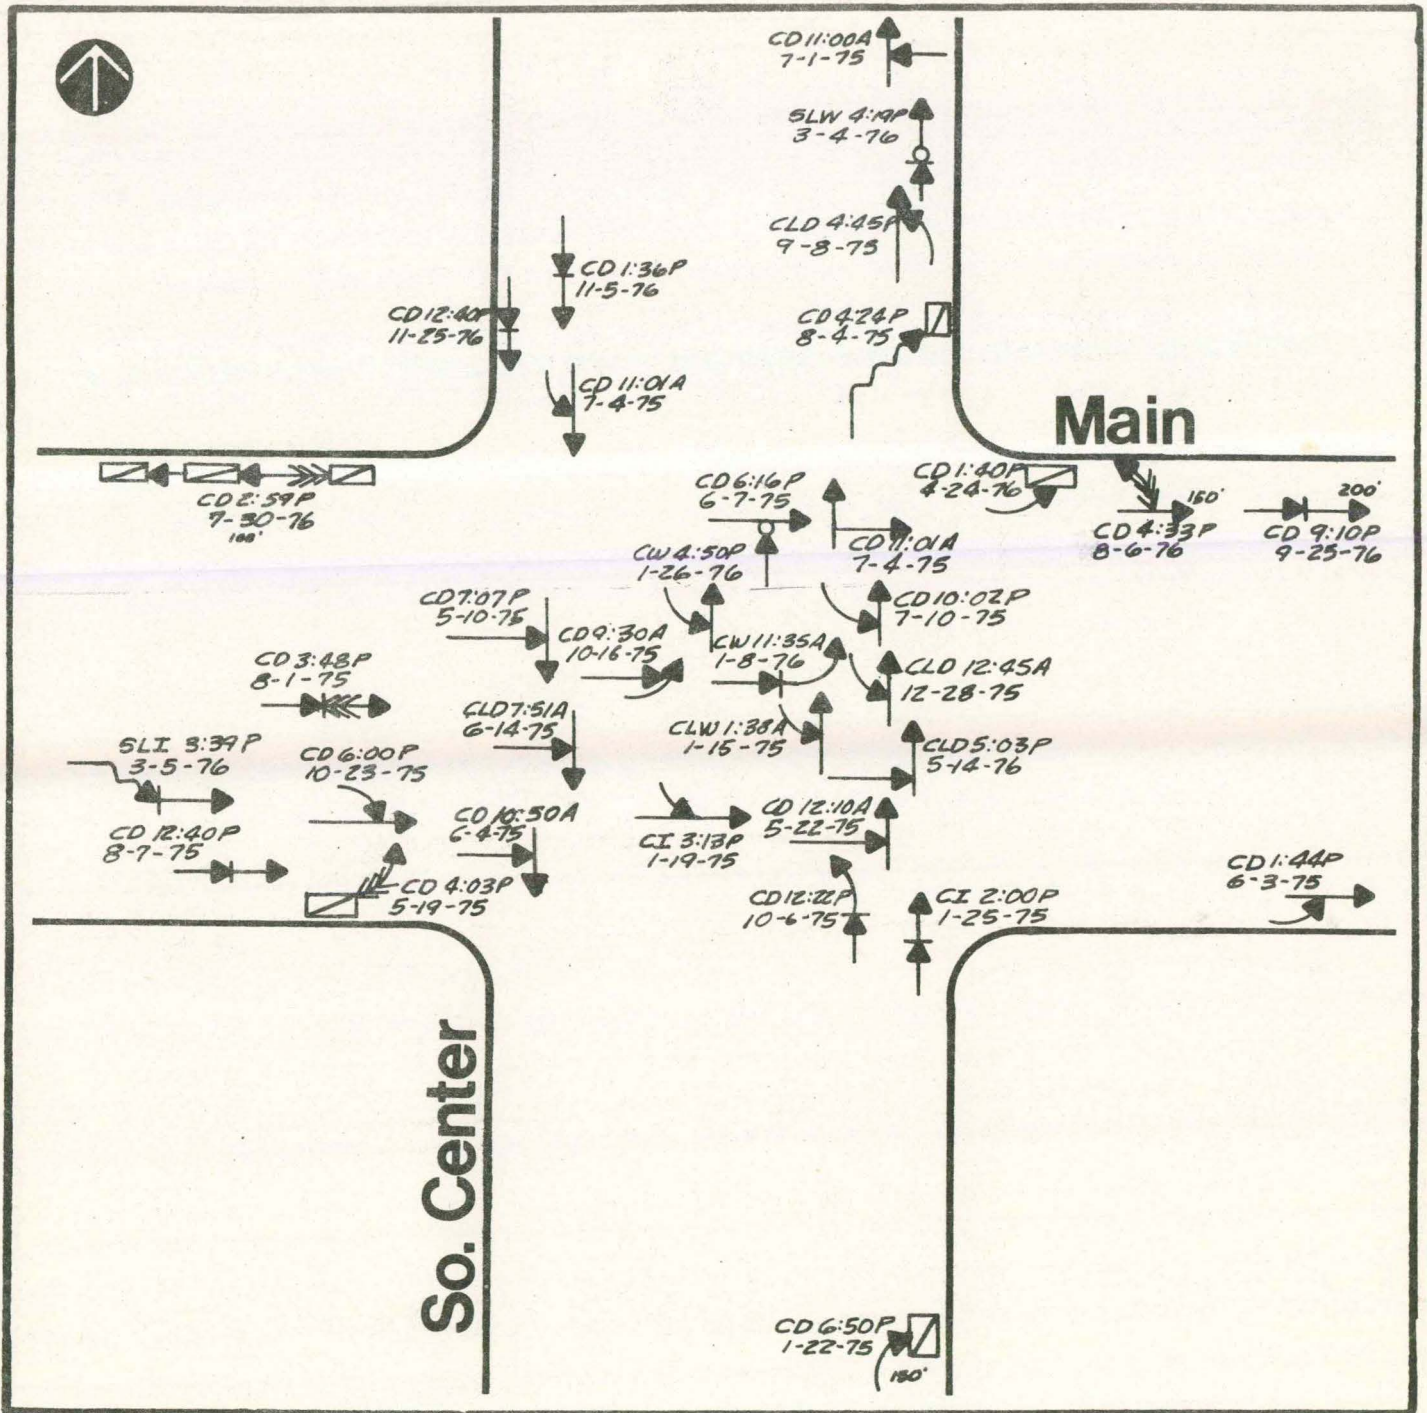 CD 11:00A
7-1-75
SLW 4:19P
3-4-76
CLD 4:45P
9-8-75
CD 1:36P
11-5-76
CD 12:40P
11-25-76
CD 4:24P
8-4-75
CD 11:01A
7-4-75
Main
CD 2:59P
7-30-76
CD 6:16P
6-7-75
CD 1:40P
4-24-76
150'
200'
CD 4:33P
8-6-76
CD 9:10P
9-25-76
CD 11:01A
7-4-75
CW 4:50P
1-26-76
CD 7:07P
5-10-75
CD 10:02P
7-10-75
CD 9:30A
10-16-75
CW 11:35A
1-8-76
CD 3:48P
8-1-75
CLD 12:45A
12-28-75
CLD 7:51A
6-14-75
CLW 1:38A
1-15-75
SLI 3:39P
3-5-76
CD 6:00P
10-23-75
CLD 5:03P
5-14-76
CD 12:40P
8-7-75
CD 10:50A
6-4-75
CI 3:13P
1-19-75
CD 12:10A
5-22-75
CD 4:03P
5-19-75
CD 12:22P
10-6-75
CI 2:00P
1-25-75
CD 1:44P
6-3-75
So. Center
CD 6:50P
1-22-75
150'